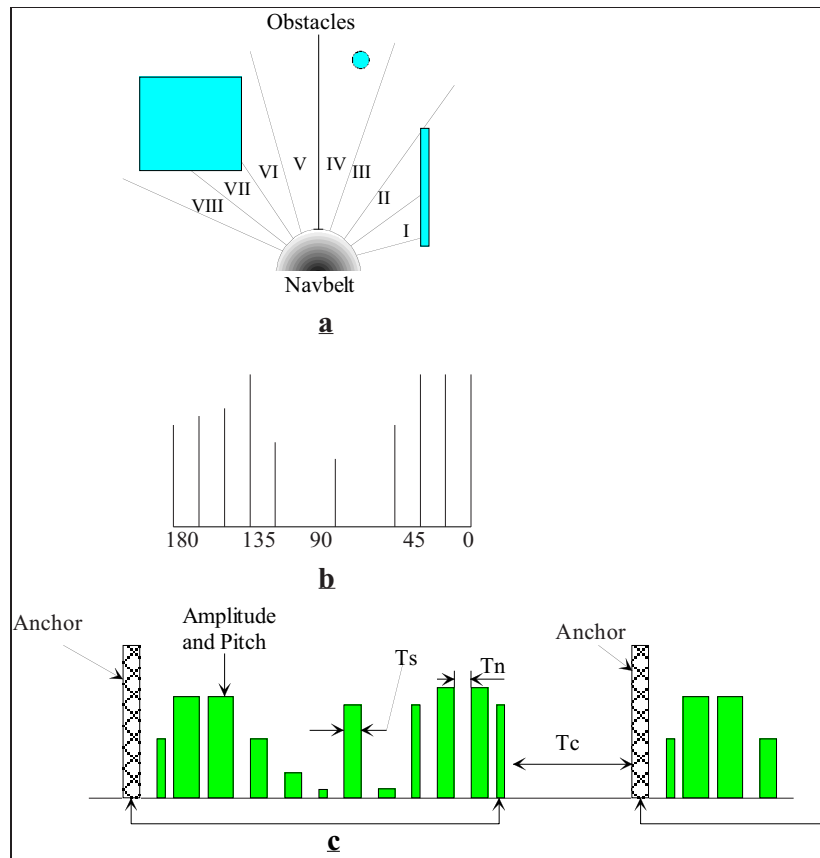 Obstacles
V
IV
VI
III
VII
II
VIII
I
Navbelt
a
180 135 90 45 0
b
Amplitude
and Pitch
Anchor
Anchor
Ts
Tn
Tc
c